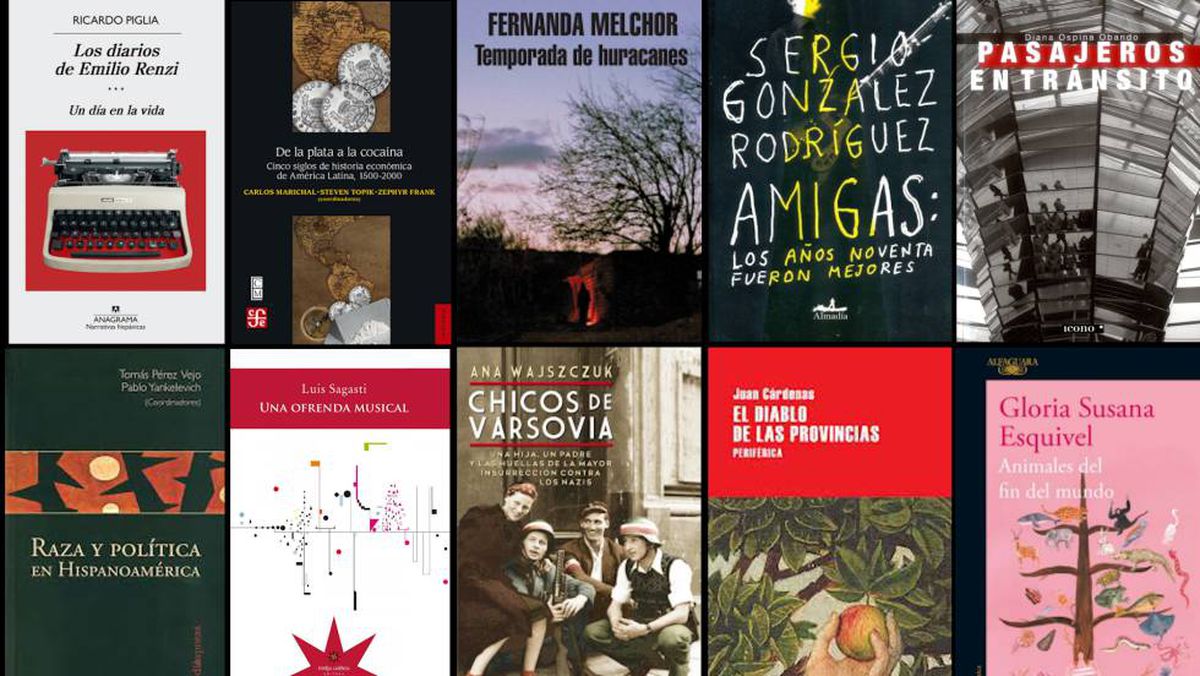 RICARDO PIGLIA
Los diarios
de Emilio Renzi
Un día en la vida
ANAGRAMA
Narrativas hispánicas
De la plata a la cocaína
Cinco siglos de historia económica
de América Latina, 1500-2000
CARLOS MARICHAL-STEVEN TOPIK-ZEPHYR FRANK
(coordinadores)
CM
fce
FERNANDA MELCHOR
Temporada de huracanes
SERGIO
GONZÁLEZ
RODRÍGUEZ
AMIGAS:
LOS AÑOS NOVENTA
FUERON MEJORES
Almadía
Diana Ospina Obando
PASAJEROS
EN TRÁNSITO
icono
Tomás Pérez Vejo
Pablo Yankelevich
(Coordinadores)
RAZA Y POLÍTICA
EN HISPANOAMÉRICA
Luis Sagasti
UNA OFRENDA MUSICAL
ANA WAJSZCZUK
CHICOS DE
VARSOVIA
UNA HIJA, UN PADRE
Y LAS HUELLAS DE LA MAYOR
INSURRECCIÓN CONTRA
LOS NAZIS
Juan Cárdenas
EL DIABLO
DE LAS PROVINCIAS
PERIFÉRICA
ALFAGUARA
Gloria Susana
Esquivel
Animales del
fin del mundo